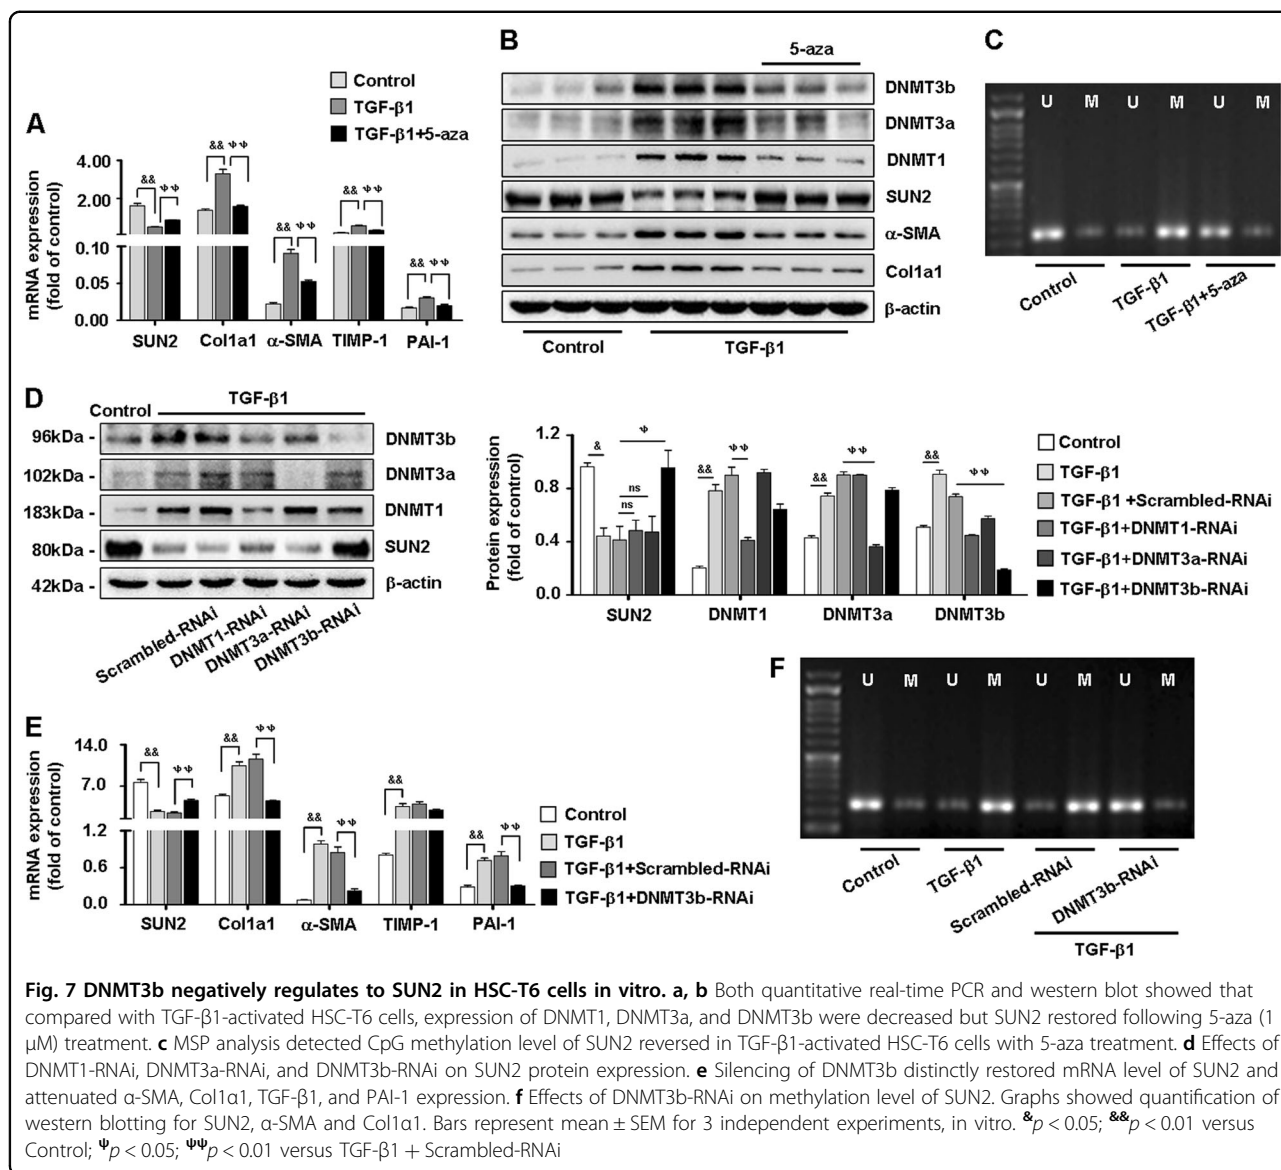 A
Control
TGF-β1
TGF-β1+5-aza
mRNA expression
(fold of control)
4.00
2.00
0.10
0.05
0.00
&&
ψψ
&&
ψψ
&&
ψψ
&&
ψψ
&&
ψψ
SUN2 Col1a1 α-SMA TIMP-1 PAI-1
B
5-aza
DNMT3b
DNMT3a
DNMT1
SUN2
α-SMA
Col1a1
β-actin
Control TGF-β1
C
U M U M U M
Control TGF-β1 TGF-β1+5-aza
D
Control TGF-β1
96kDa - DNMT3b
102kDa - DNMT3a
183kDa - DNMT1
80kDa - SUN2
42kDa - β-actin
Scrambled-RNAi DNMT1-RNAi DNMT3a-RNAi DNMT3b-RNAi
Protein expression
(fold of control)
1.2
0.8
0.4
0.0
&
ns
ns
ψ
&&
ψψ
&&
ψψ
&&
ψψ
SUN2 DNMT1 DNMT3a DNMT3b
Control
TGF-β1
TGF-β1 +Scrambled-RNAi
TGF-β1+DNMT1-RNAi
TGF-β1+DNMT3a-RNAi
TGF-β1+DNMT3b-RNAi
E
mRNA expression
(fold of control)
14.0
7.0
1.2
0.6
0.0
&&
ψψ
&&
ψψ
&&
ψψ
&&
&&
ψψ
SUN2 Col1a1 α-SMA TIMP-1 PAI-1
Control
TGF-β1
TGF-β1+Scrambled-RNAi
TGF-β1+DNMT3b-RNAi
F
U M U M U M U M
Control TGF-β1 Scrambled-RNAi DNMT3b-RNAi
TGF-β1
Fig. 7 DNMT3b negatively regulates to SUN2 in HSC-T6 cells in vitro. a, b Both quantitative real-time PCR and western blot showed that
compared with TGF-β1-activated HSC-T6 cells, expression of DNMT1, DNMT3a, and DNMT3b were decreased but SUN2 restored following 5-aza (1
μM) treatment. c MSP analysis detected CpG methylation level of SUN2 reversed in TGF-β1-activated HSC-T6 cells with 5-aza treatment. d Effects of
DNMT1-RNAi, DNMT3a-RNAi, and DNMT3b-RNAi on SUN2 protein expression. e Silencing of DNMT3b distinctly restored mRNA level of SUN2 and
attenuated α-SMA, Col1α1, TGF-β1, and PAI-1 expression. f Effects of DNMT3b-RNAi on methylation level of SUN2. Graphs showed quantification of
western blotting for SUN2, α-SMA and Col1α1. Bars represent mean ± SEM for 3 independent experiments, in vitro. &p < 0.05; &&p < 0.01 versus
Control; Ψp < 0.05; ΨΨp < 0.01 versus TGF-β1 + Scrambled-RNAi